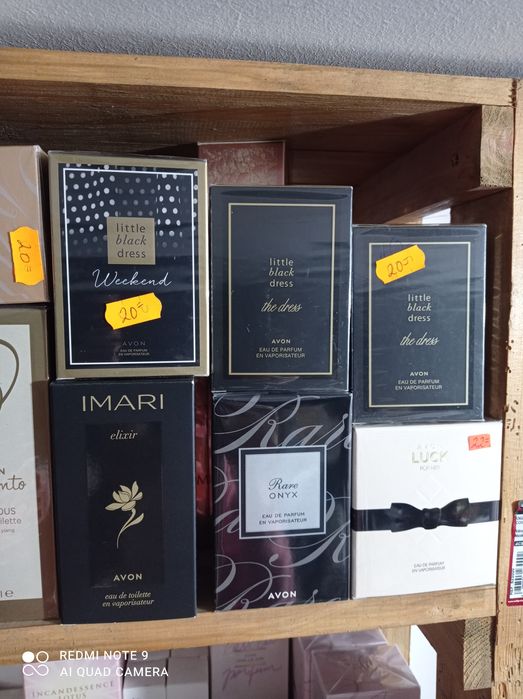 20=
little
black
dress
Weekend
20€
AVON
EAU DE PARFUM
EN VAPORISATEUR
little
black
dress
the dress
AVON
EAU DE PARFUM
EN VAPORISATEUR
20=
little
black
dress
the dress
AVON
EAU DE PARFUM
EN VAPORISATEUR
IMARI
elixir
AVON
eau de toilette
en vaporisateur
Rare
Rare
ONYX
EAU DE PARFUM
EN VAPORISATEUR
AVON
22=
LUCK
FOR HER
EAU DE PARFUM
EN VAPORISATEUR
REDMI NOTE 9
AI QUAD CAMERA
INCANDESSENCE
LOTUS